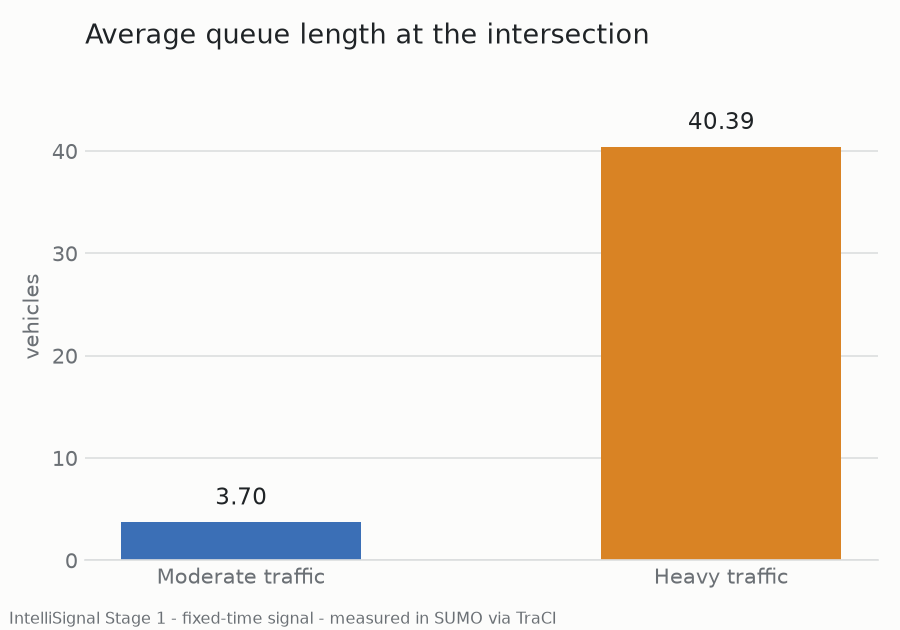 Average queue length at the intersection
40.39
40
30
vehicles
20
10
3.70
0
Moderate traffic
Heavy traffic
IntelliSignal Stage 1 - fixed-time signal - measured in SUMO via TraCI